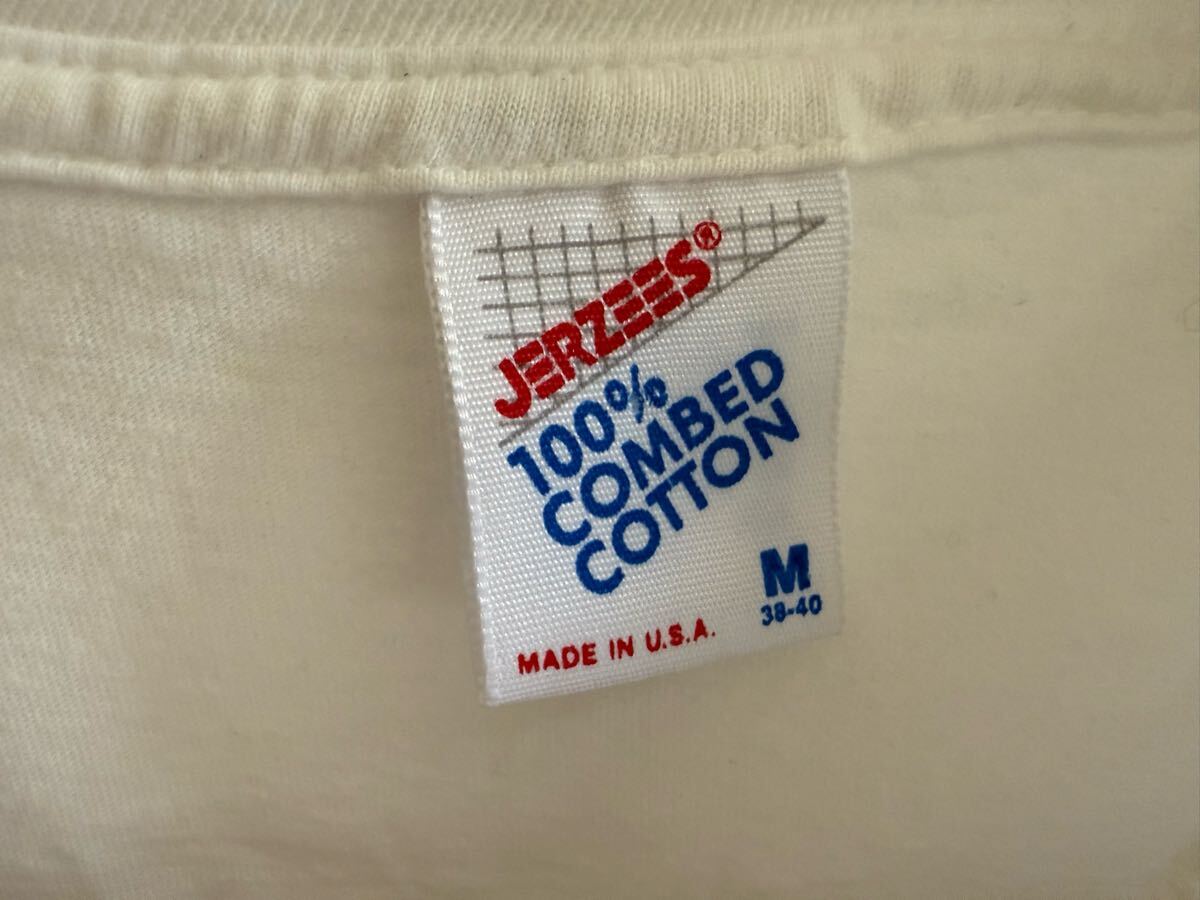 JERZEES®
100%
COMBED
COTTON
M
38-40
MADE IN U.S.A.